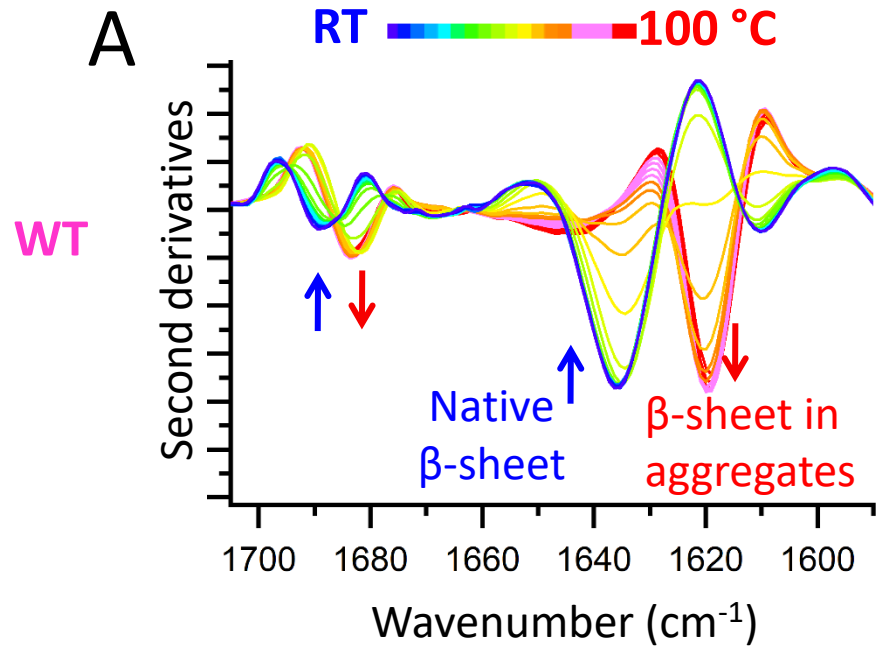 A
RT 100 °C
WT
Second derivatives
Native
β-sheet
β-sheet in
aggregates
1700 1680 1660 1640 1620 1600
Wavenumber (cm-1)